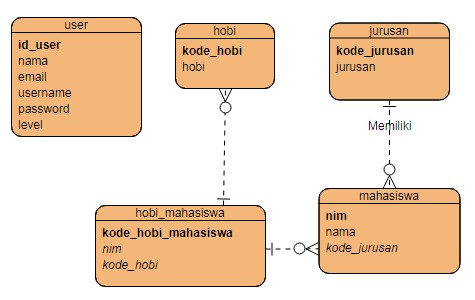 user
id_user
nama
email
username
password
level
hobi
kode_hobi
hobi
jurusan
kode_jurusan
jurusan
Memiliki
hobi_mahasiswa
kode_hobi_mahasiswa
nim
kode_hobi
mahasiswa
nim
nama
kode_jurusan